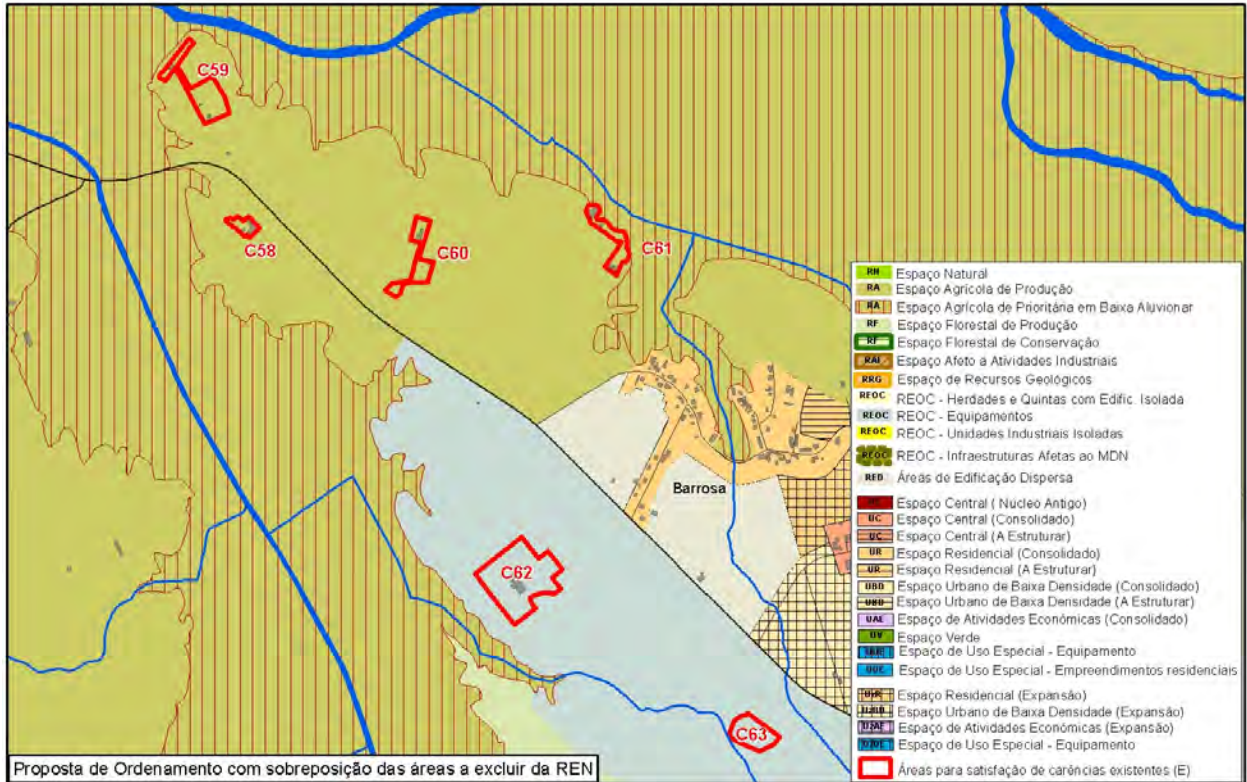 C59
C58
C60
C61
Barrosa
C62
C63
RN Espaço Natural
RA Espaço Agrícola de Produção
RA Espaço Agrícola de Prioritária em Baixa Aluvionar
RF Espaço Florestal de Produção
RF Espaço Florestal de Conservação
RAI Espaço Afeto a Atividades Industriais
RRG Espaço de Recursos Geológicos
REOC REOC - Herdades e Quintas com Edific. Isolada
REOC REOC - Equipamentos
REOC REOC - Unidades Industriais Isoladas
REOC REOC - Infraestruturas Afetas ao MDN
RED Áreas de Edificação Dispersa
UC Espaço Central ( Núcleo Antigo)
UC Espaço Central (Consolidado)
UC Espaço Central (A Estruturar)
UR Espaço Residencial (Consolidado)
UR Espaço Residencial (A Estruturar)
UBD Espaço Urbano de Baixa Densidade (Consolidado)
UBD Espaço Urbano de Baixa Densidade (A Estruturar)
UAE Espaço de Atividades Económicas (Consolidado)
UV Espaço Verde
Espaço de Uso Especial - Equipamento
UUE Espaço de Uso Especial - Empreendimentos residenciais
Espaço Residencial (Expansão)
Espaço Urbano de Baixa Densidade (Expansão)
Espaço de Atividades Económicas (Expansão)
Espaço de Uso Especial - Equipamento
Áreas para satisfação de carências existentes (E)
Proposta de Ordenamento com sobreposição das áreas a excluir da REN